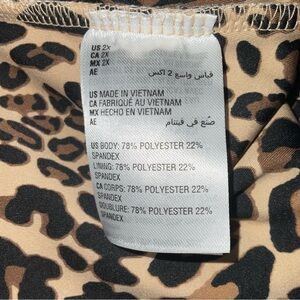 US 2X
CA 2X
MX 2X
AE قياس واسع 2 اكس
US MADE IN VIETNAM
CA FABRIQUÉ AU VIETNAM
MX HECHO EN VIETNAM
AE صنع في فيتنام
US BODY: 78% POLYESTER 22%
SPANDEX
LINING: 78% POLYESTER 22%
SPANDEX
CA CORPS: 78% POLYESTER 22%
SPANDEX
DOUBLURE: 78% POLYESTER 22%
SPANDEX